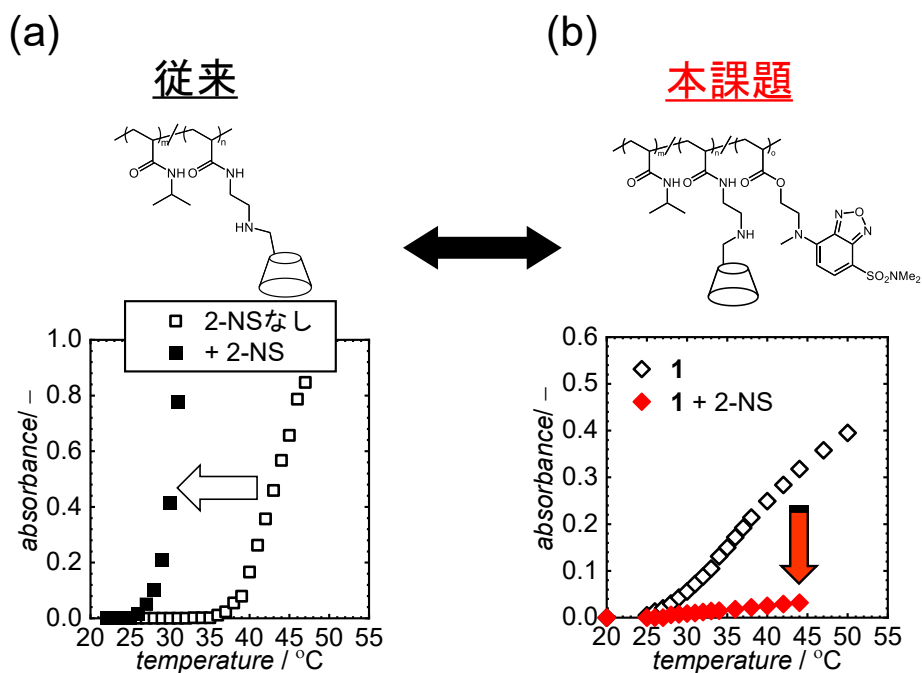 (a)
従来
m
n
O
NH
O
NH
HN
2-NSなし
+ 2-NS
1.0
0.8
0.6
0.4
0.2
0.0
absorbance/ –
20 25 30 35 40 45 50 55
temperature / °C
(b)
本課題
m
n
o
O
NH
O
NH
O
O
HN
N
N
O
N
SO₂NMe₂
1
1 + 2-NS
0.6
0.5
0.4
0.3
0.2
0.1
0.0
absorbance/ –
20 25 30 35 40 45 50 55
temperature / °C